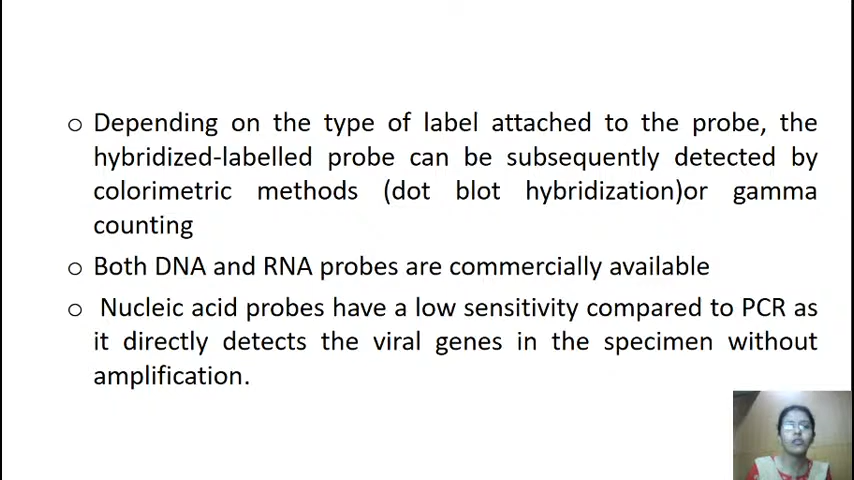 ○ Depending on the type of label attached to the probe, the
hybridized-labelled probe can be subsequently detected by
colorimetric methods (dot blot hybridization)or gamma
counting
○ Both DNA and RNA probes are commercially available
○ Nucleic acid probes have a low sensitivity compared to PCR as
it directly detects the viral genes in the specimen without
amplification.